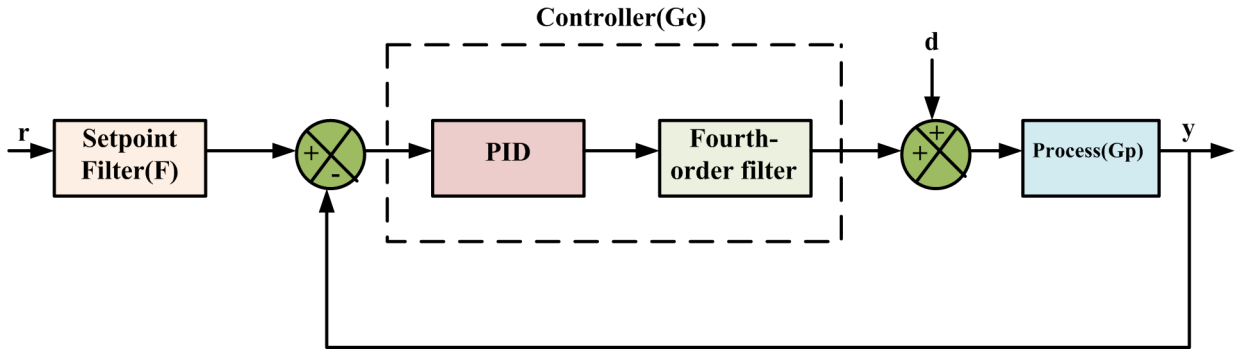 Controller(Gc)
d
r
Setpoint
Filter(F)
+
-
PID
Fourth-
order filter
+
+
Process(Gp)
y